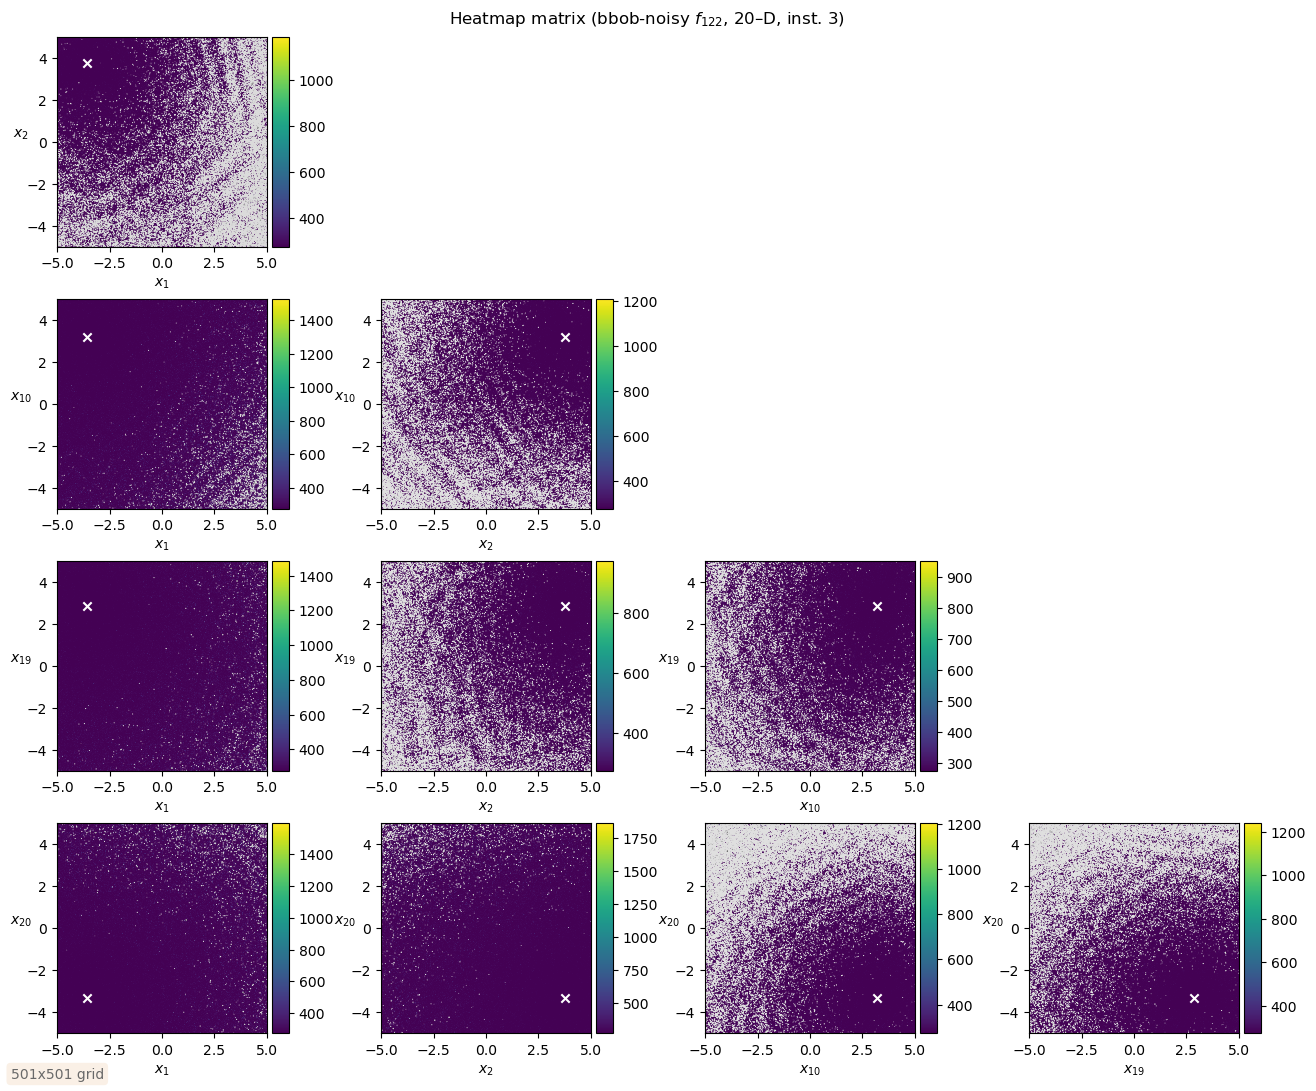 Heatmap matrix (bbob-noisy f₁₂₂, 20–D, inst. 3)
4 2 0 −2 −4
x₂
1000 800 600 400
−5.0 −2.5 0.0 2.5 5.0
x₁
4 2 0 −2 −4
x₁₀
1400 1200 1000 800 600 400
−5.0 −2.5 0.0 2.5 5.0
x₁
4 2 0 −2 −4
x₁₀
1200 1000 800 600 400
−5.0 −2.5 0.0 2.5 5.0
x₂
4 2 0 −2 −4
x₁₉
1400 1200 1000 800 600 400
−5.0 −2.5 0.0 2.5 5.0
x₁
4 2 0 −2 −4
x₁₉
800 600 400
−5.0 −2.5 0.0 2.5 5.0
x₂
4 2 0 −2 −4
x₁₉
900 800 700 600 500 400 300
−5.0 −2.5 0.0 2.5 5.0
x₁₀
4 2 0 −2 −4
x₂₀
1400 1200 1000 800 600 400
−5.0 −2.5 0.0 2.5 5.0
x₁
4 2 0 −2 −4
x₂₀
1750 1500 1250 1000 750 500
−5.0 −2.5 0.0 2.5 5.0
x₂
4 2 0 −2 −4
x₂₀
1200 1000 800 600 400
−5.0 −2.5 0.0 2.5 5.0
x₁₀
4 2 0 −2 −4
x₂₀
1200 1000 800 600 400
−5.0 −2.5 0.0 2.5 5.0
x₁₉
501x501 grid